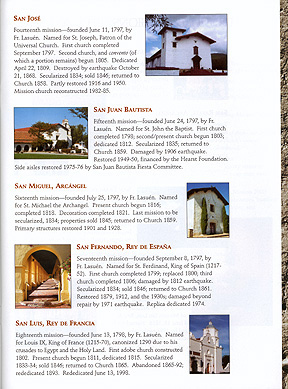 SAN JOSÉ
Fourteenth mission—founded June 11, 1797, by
Fr. Lasuén. Named for St. Joseph, Patron of the
Universal Church. First church completed
September 1797. Second church, and convento (of
which a portion remains) begun 1805. Dedicated
April 22, 1809. Destroyed by earthquake October
21, 1868. Secularized 1834; sold 1846; returned to
Church 1858. Partly restored 1916 and 1950.
Mission church reconstructed 1982-85.
SAN JUAN BAUTISTA
Fifteenth mission—founded June 24, 1797, by Fr.
Lasuén. Named for St. John the Baptist. First church
completed 1798; second/present church begun 1803;
dedicated 1812. Secularized 1835; returned to
Church 1859. Damaged by 1906 earthquake.
Restored 1949-50, financed by the Hearst Foundation.
Side aisles restored 1975-76 by San Juan Bautista Fiesta Committee.
SAN MIGUEL, ARCÁNGEL
Sixteenth mission—founded July 25, 1797, by Fr. Lasuén. Named
for St. Michael the Archangel. Present church begun 1816;
completed 1818. Decoration completed 1821. Last mission to be
secularized, 1834; properties sold 1845; returned to Church 1859.
Primary structures restored 1901 and 1928.
SAN FERNANDO, REY DE ESPAÑA
Seventeenth mission—founded September 8, 1797, by
Fr. Lasuén. Named for St. Ferdinand, King of Spain (1217-
52). First church completed 1799; replaced 1800; third
church completed 1806; damaged by 1812 earthquake.
Secularized 1834; sold 1846; returned to Church 1861.
Restored 1879, 1912, and the 1930s; damaged beyond
repair by 1971 earthquake. Replica dedicated 1974.
SAN LUIS, REY DE FRANCIA
Eighteenth mission—founded June 13, 1798, by Fr. Lasuén. Named
for Louis IX, King of France (1215-70), canonized 1290 due to his
crusades to Egypt and the Holy Land. First adobe church constructed
1802. Present church begun 1811, dedicated 1815. Secularized
1833-34; sold 1846; returned to Church 1865. Abandoned 1865-92;
rededicated 1893. Rededicated June 13, 1998.